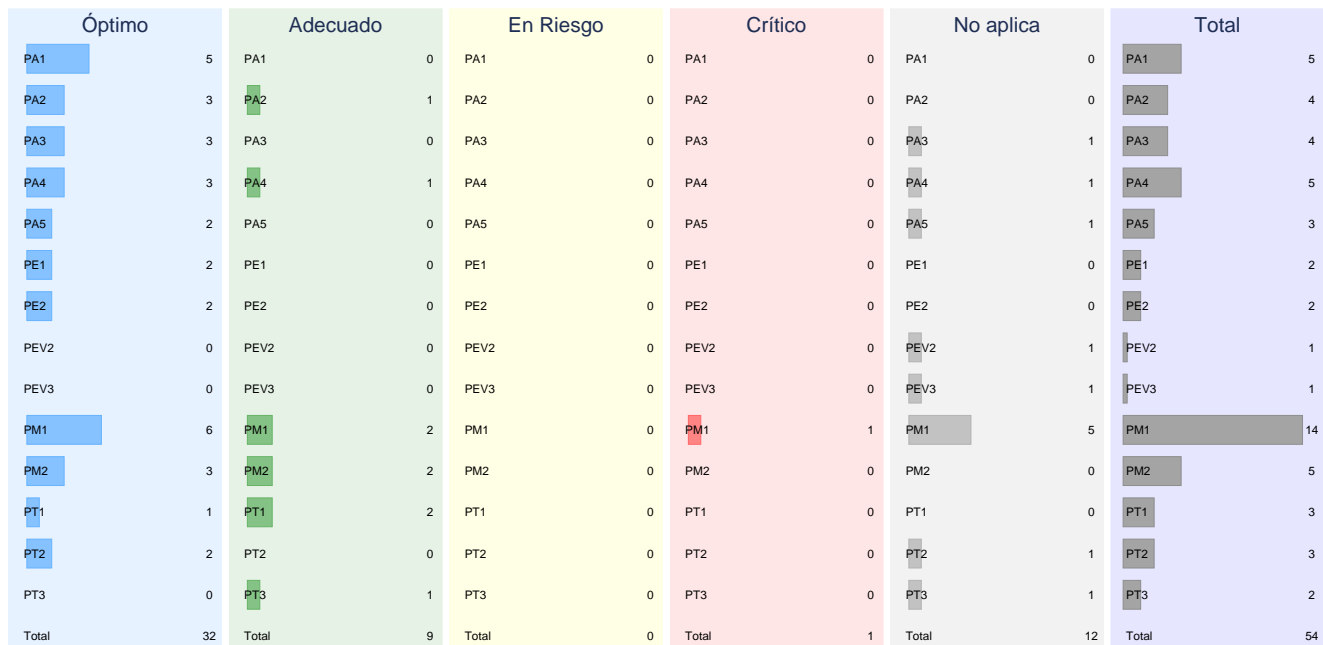 Óptimo Adecuado En Riesgo Crítico No aplica Total
PA1 5 PA1 0 PA1 0 PA1 0 PA1 0 PA1 5
PA2 3 PA2 1 PA2 0 PA2 0 PA2 0 PA2 4
PA3 3 PA3 0 PA3 0 PA3 0 PA3 1 PA3 4
PA4 3 PA4 1 PA4 0 PA4 0 PA4 1 PA4 5
PA5 2 PA5 0 PA5 0 PA5 0 PA5 1 PA5 3
PE1 2 PE1 0 PE1 0 PE1 0 PE1 0 PE1 2
PE2 2 PE2 0 PE2 0 PE2 0 PE2 0 PE2 2
PEV2 0 PEV2 0 PEV2 0 PEV2 0 PEV2 1 PEV2 1
PEV3 0 PEV3 0 PEV3 0 PEV3 0 PEV3 1 PEV3 1
PM1 6 PM1 2 PM1 0 PM1 1 PM1 5 PM1 14
PM2 3 PM2 2 PM2 0 PM2 0 PM2 0 PM2 5
PT1 1 PT1 2 PT1 0 PT1 0 PT1 0 PT1 3
PT2 2 PT2 0 PT2 0 PT2 0 PT2 1 PT2 3
PT3 0 PT3 1 PT3 0 PT3 0 PT3 1 PT3 2
Total 32 Total 9 Total 0 Total 1 Total 12 Total 54